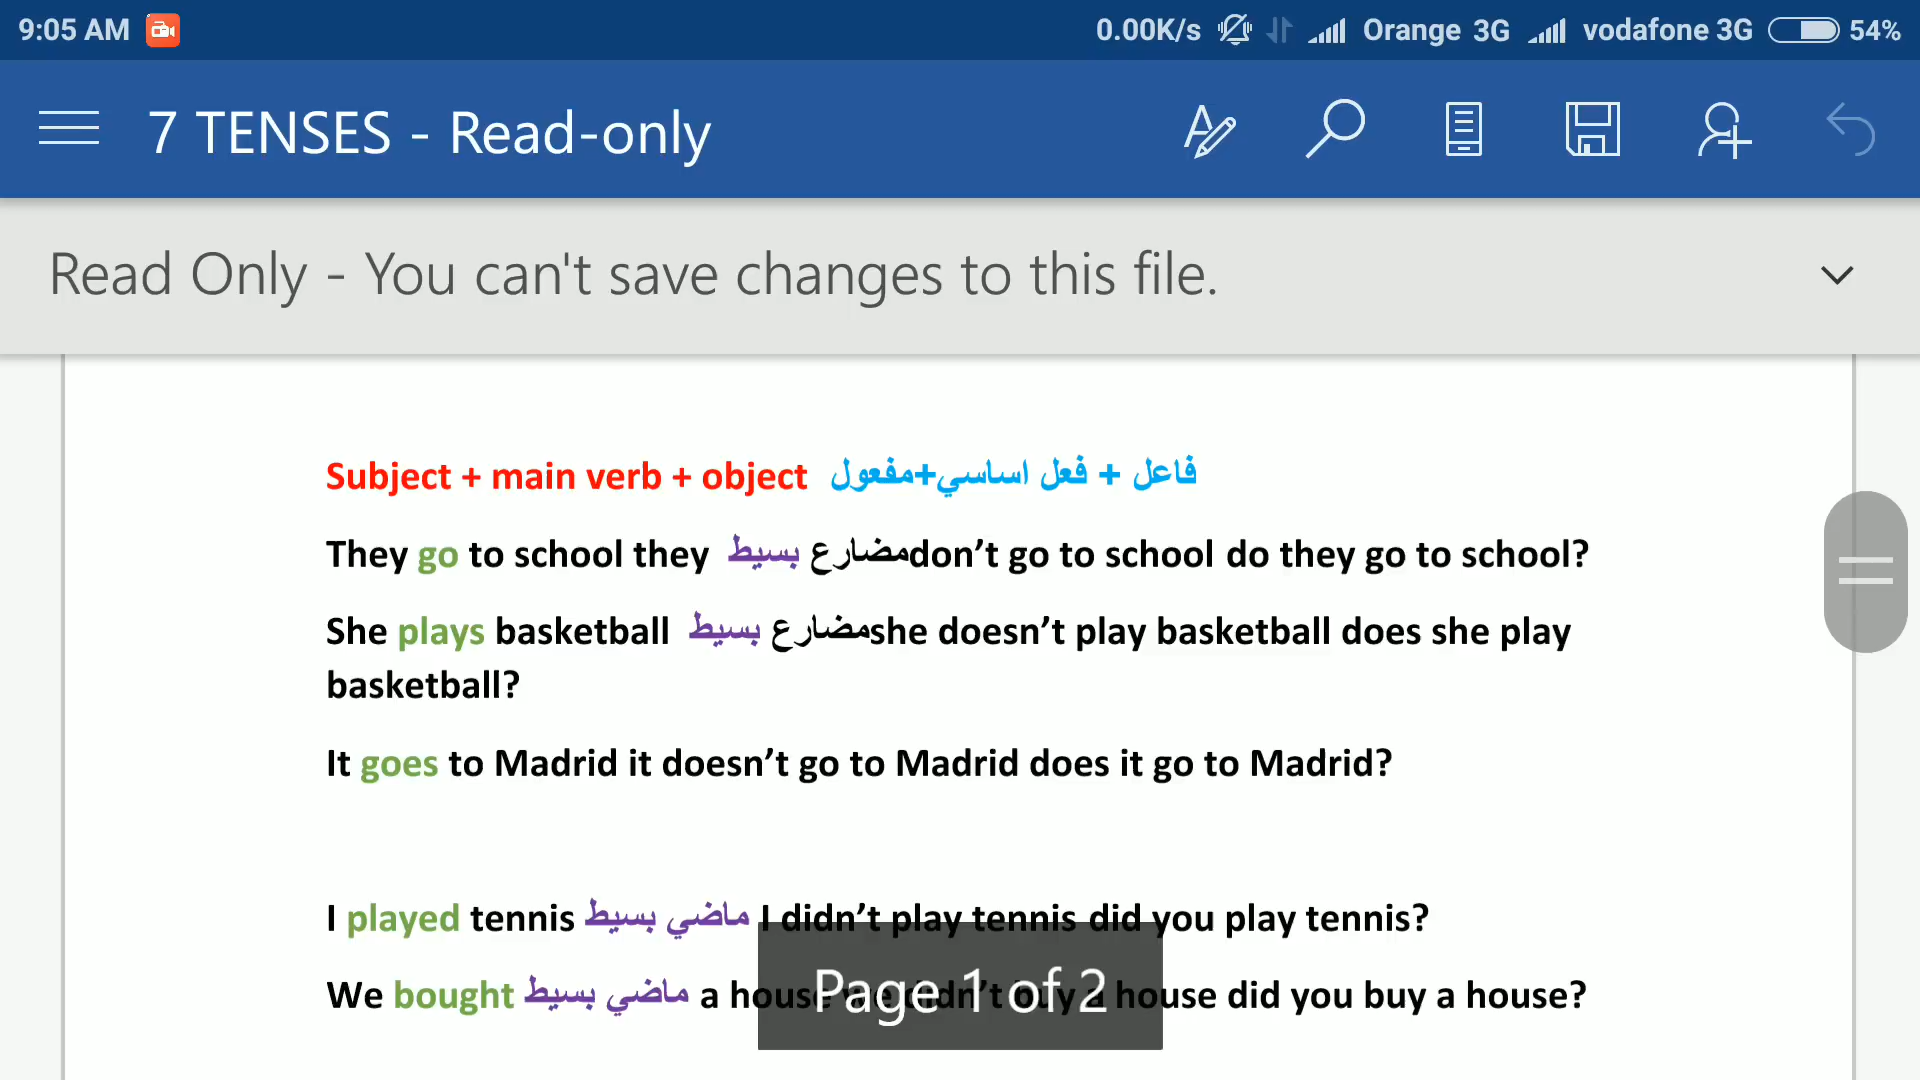 9:05 AM 0.00K/s Orange 3G vodafone 3G 54%
7 TENSES - Read-only
Read Only - You can't save changes to this file.
Subject + main verb + object فاعل + فعل اساسي+مفعول
They go to school they مضارع بسيط don’t go to school do they go to school?
She plays basketball مضارع بسيط she doesn’t play basketball does she play
basketball?
It goes to Madrid it doesn’t go to Madrid does it go to Madrid?
I played tennis ماضي بسيط I didn’t play tennis did you play tennis?
We bought ماضي بسيط a house we didn’t buy a house did you buy a house?
Page 1 of 2